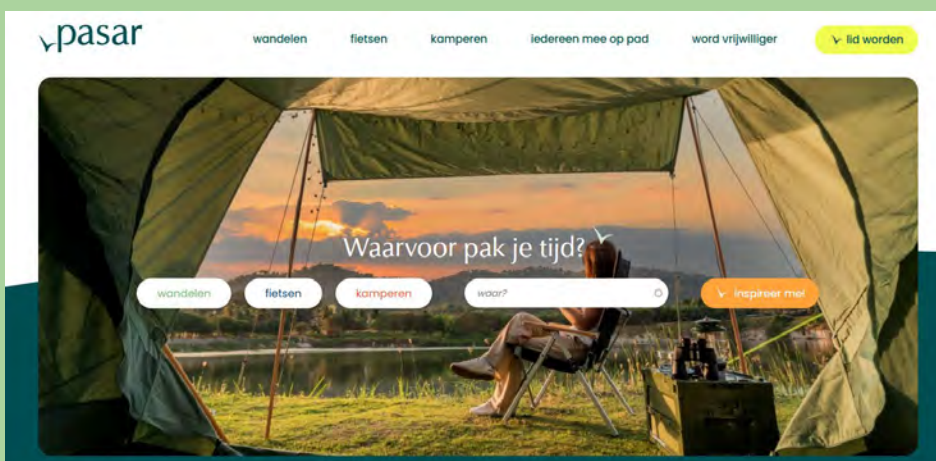 pasar
wandelen fietsen kamperen iedereen mee op pad word vrijwilliger lid worden
Waarvoor pak je tijd?
wandelen fietsen kamperen waar? inspireer me!